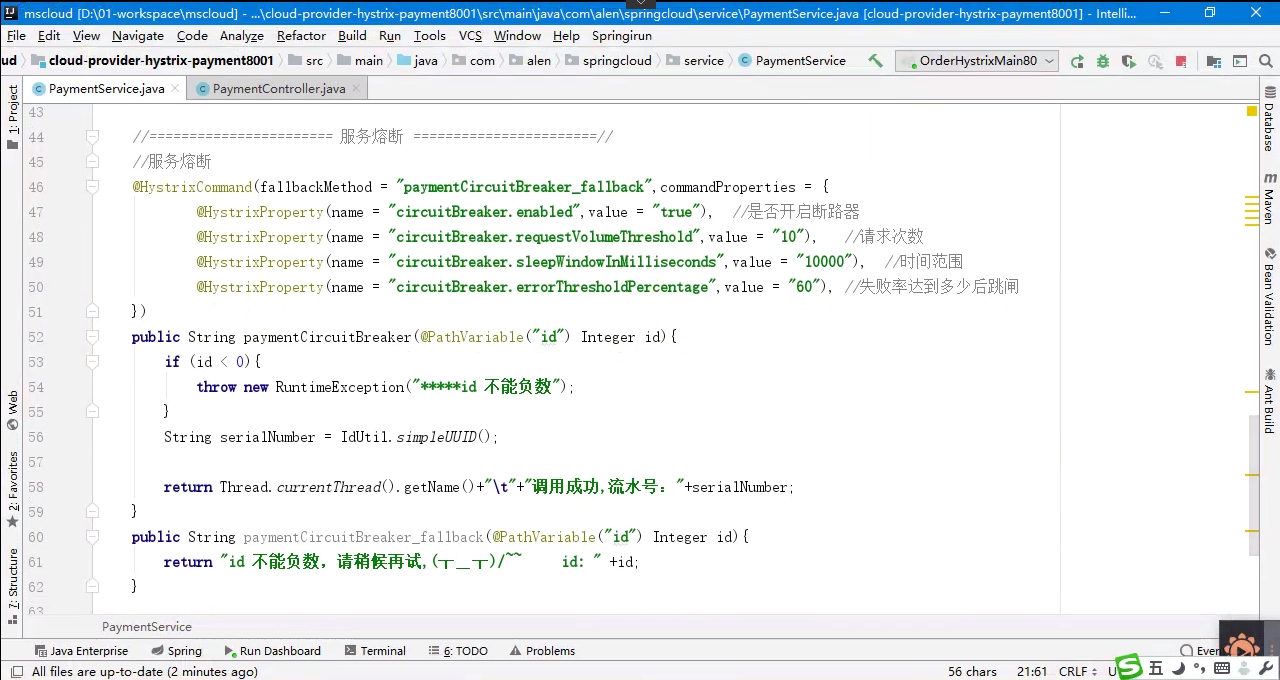 mscloud [D:\01-workspace\mscloud] - ...\cloud-provider-hystrix-payment8001\src\main\java\com\alen\springcloud\service\PaymentService.java [cloud-provider-hystrix-payment8001] - Intelli...
File Edit View Navigate Code Analyze Refactor Build Run Tools VCS Window Help Springirun
ud cloud-provider-hystrix-payment8001 src main java com alen springcloud service PaymentService OrderHystrixMain80
PaymentService.java PaymentController.java
1: Project
Web
2: Favorites
7: Structure
43
44 //======================= 服务熔断 =======================//
45 //服务熔断
46 @HystrixCommand(fallbackMethod = "paymentCircuitBreaker_fallback",commandProperties = {
47 @HystrixProperty(name = "circuitBreaker.enabled",value = "true"), //是否开启断路器
48 @HystrixProperty(name = "circuitBreaker.requestVolumeThreshold",value = "10"), //请求次数
49 @HystrixProperty(name = "circuitBreaker.sleepWindowInMilliseconds",value = "10000"), //时间范围
50 @HystrixProperty(name = "circuitBreaker.errorThresholdPercentage",value = "60"), //失败率达到多少后跳闸
51 })
52 public String paymentCircuitBreaker(@PathVariable("id") Integer id){
53 if (id < 0){
54 throw new RuntimeException("*****id 不能负数");
55 }
56 String serialNumber = IdUtil.simpleUUID();
57
58 return Thread.currentThread().getName()+"\t"+"调用成功,流水号："+serialNumber;
59 }
60 public String paymentCircuitBreaker_fallback(@PathVariable("id") Integer id){
61 return "id 不能负数，请稍候再试,(┬＿┬)/~~ id: " +id;
62 }
63
Database
m Maven
Bean Validation
Ant Build
PaymentService
Java Enterprise Spring Run Dashboard Terminal 6: TODO Problems Even
All files are up-to-date (2 minutes ago) 56 chars 21:61 CRLF U
S 五